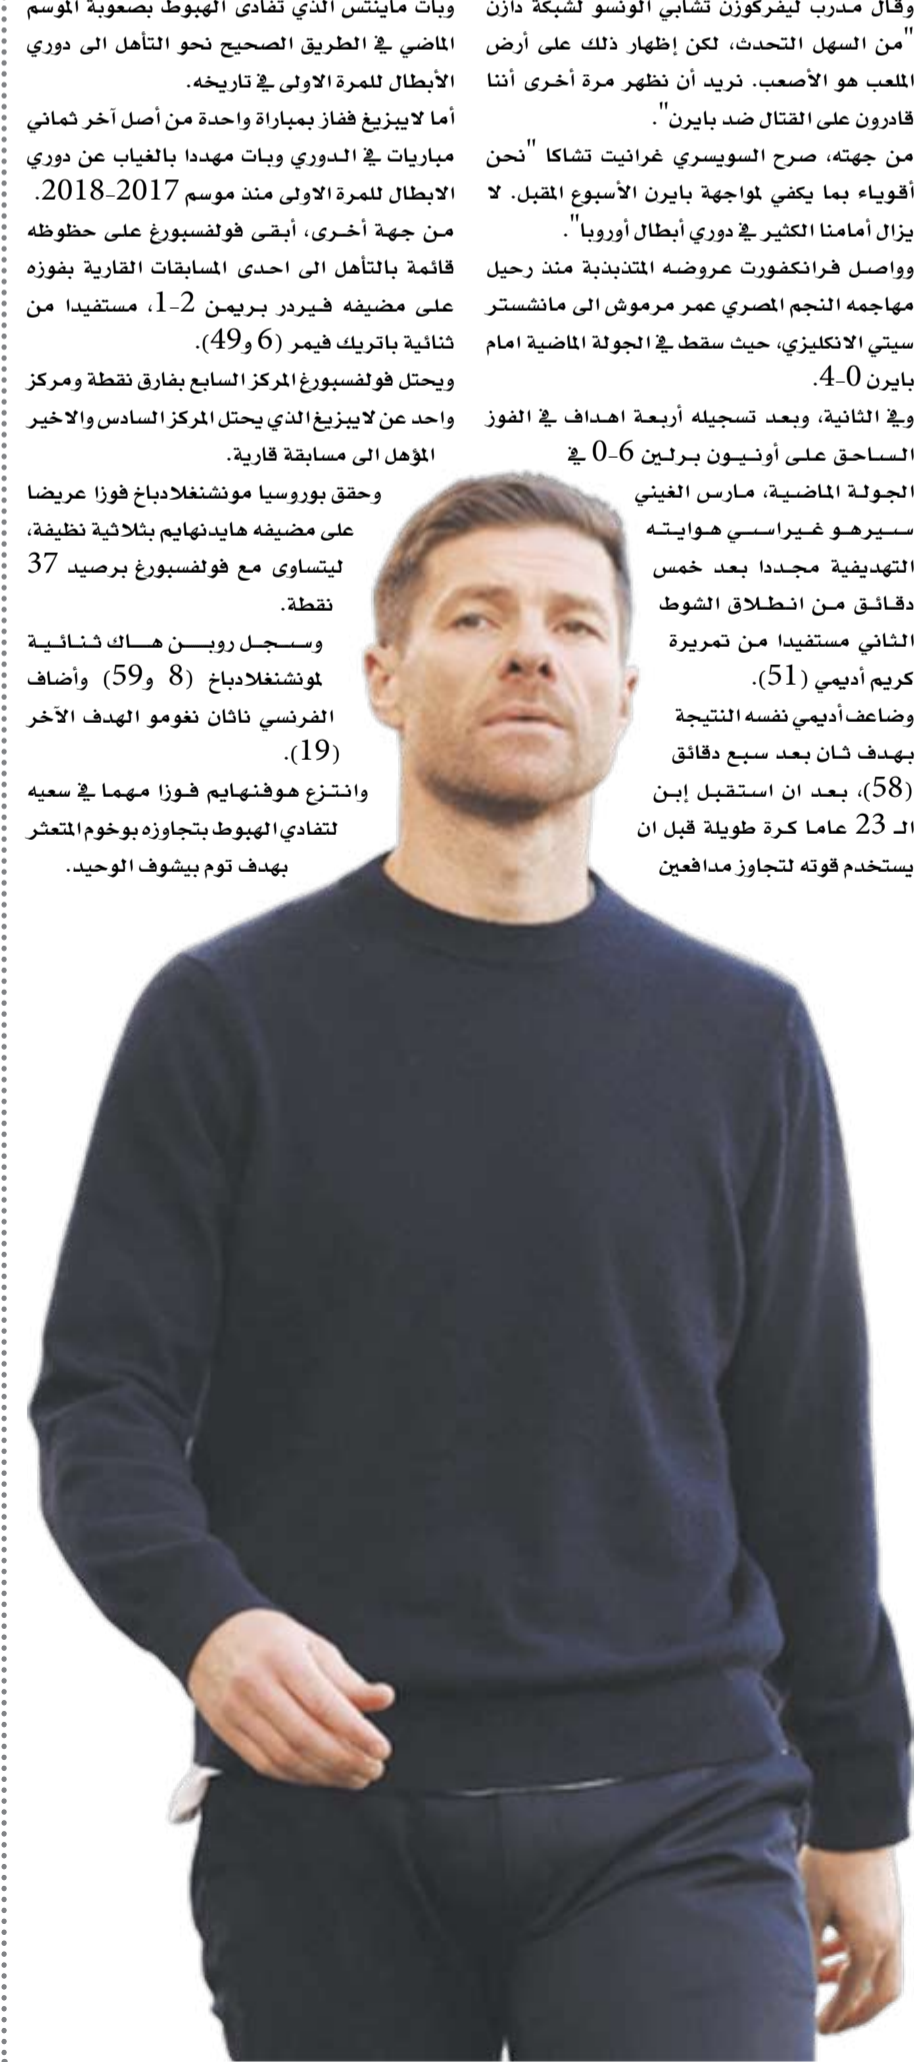 وقال مدرب ليفركوزن تشابي ألونسو لشبكة دازن
"من السهل التحدث، لكن إظهار ذلك على أرض
الملعب هو الأصعب. نريد أن نظهر مرة أخرى أننا
قادرون على القتال ضد بايرن".
من جهته، صرح السويسري غرانيت تشاكا "نحن
أقوياء بما يكفي لمواجهة بايرن الأسبوع المقبل. لا
يزال أمامنا الكثير في دوري أبطال أوروبا".
وواصل فرانكفورت عروضه المتذبذبة منذ رحيل
مهاجمه النجم المصري عمر مرموش الى مانشستر
سيتي الانكليزي، حيث سقط في الجولة الماضية امام
بايرن 0-4.
وفي الثانية، وبعد تسجيله أربعة اهداف في الفوز
الساحق على أونيون برلين 6-0 في
الجولة الماضية، مارس الغيني
سيرهو غيراسي هوايته
التهديفية مجددا بعد خمس
دقائق من انطلاق الشوط
الثاني مستفيدا من تمريرة
كريم أديمي (51).
وضاعف أديمي نفسه النتيجة
بهدف ثان بعد سبع دقائق
(58)، بعد ان استقبل إبن
الـ 23 عاما كرة طويلة قبل ان
يستخدم قوته لتجاوز مدافعين
وبات ماينتس الذي تفادى الهبوط بصعوبة الموسم
الماضي في الطريق الصحيح نحو التأهل الى دوري
الأبطال للمرة الاولى في تاريخه.
أما لايبزيغ ففاز بمباراة واحدة من أصل آخر ثماني
مباريات في الدوري وبات مهددا بالغياب عن دوري
الابطال للمرة الاولى منذ موسم 2017-2018.
من جهة أخرى، أبقى فولفسبورغ على حظوظه
قائمة بالتأهل الى احدى المسابقات القارية بفوزه
على مضيفه فيردر بريمن 2-1، مستفيدا من
ثنائية باتريك فيمر (6 و49).
ويحتل فولفسبورغ المركز السابع بفارق نقطة ومركز
واحد عن لايبزيغ الذي يحتل المركز السادس والاخير
المؤهل الى مسابقة قارية.
وحقق بوروسيا مونشنغلادباخ فوزا عريضا
على مضيفه هايدنهايم بثلاثية نظيفة،
ليتساوى مع فولفسبورغ برصيد 37
نقطة.
وسجل روبن هاك ثنائية
لمونشنغلادباخ (8 و59) وأضاف
الفرنسي ناثان نغومو الهدف الآخر
(19).
وانتزع هوفنهايم فوزا مهما في سعيه
لتفادي الهبوط بتجاوزه بوخوم المتعثر
بهدف توم بيشوف الوحيد.